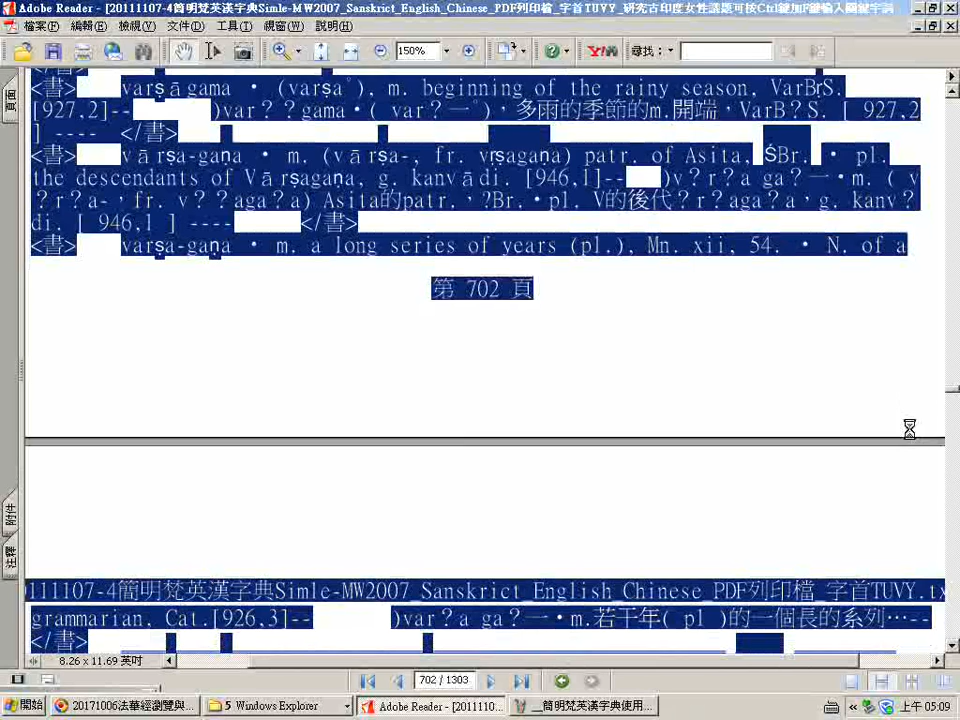 Adobe Reader - [20111107-4簡明梵英漢字典Simle-MW2007_Sanskrict_English_Chinese_PDF列印檔_字首TUVY_研究古印度女性議題可按Ctrl鍵加F鍵輸入關鍵字詞
檔案(F) 編輯(E) 檢視(V) 文件(D) 工具(T) 視窗(W) 說明(H)
150% 尋找：
頁面
</書>
<書> varṣāgama ‧ (varṣa˚), m. beginning of the rainy season, VarBṛS.
[927,2]-- )var？？gama‧( var？一˚)，多雨的季節的m.開端，VarB？S. [ 927,2
] ---- </書>
<書> vārṣa-gaṇa ‧ m. (vārṣa-, fr. vṛṣagaṇa) patr. of Asita, ŚBr. ‧ pl.
the descendants of Vārṣagaṇa, g. kanvādi. [946,1]-- )v？r？a ga？一‧m. ( v
？r？a-，fr. v？？aga？a) Asita的patr.，?Br.‧pl. V的後代？r？aga？a，g. kanv？
di. [ 946,1 ] ---- </書>
<書> varṣa-gaṇa ‧ m. a long series of years (pl.), Mn. xii, 54. ‧ N. of a
第 702 頁
附件
注釋
111107-4簡明梵英漢字典Simle-MW2007_Sanskrict_English_Chinese_PDF列印檔_字首TUVY.tx
grammarian, Cat.[926,3]-- )var？a ga？一‧m.若干年( pl )的一個長的系列…--
</書>
8.26 x 11.69 英吋
702 / 1303
開始 20171006法華經瀏覽與... 5 Windows Explorer Adobe Reader - [2011110... __簡明梵英漢字典使用... 上午 05:09